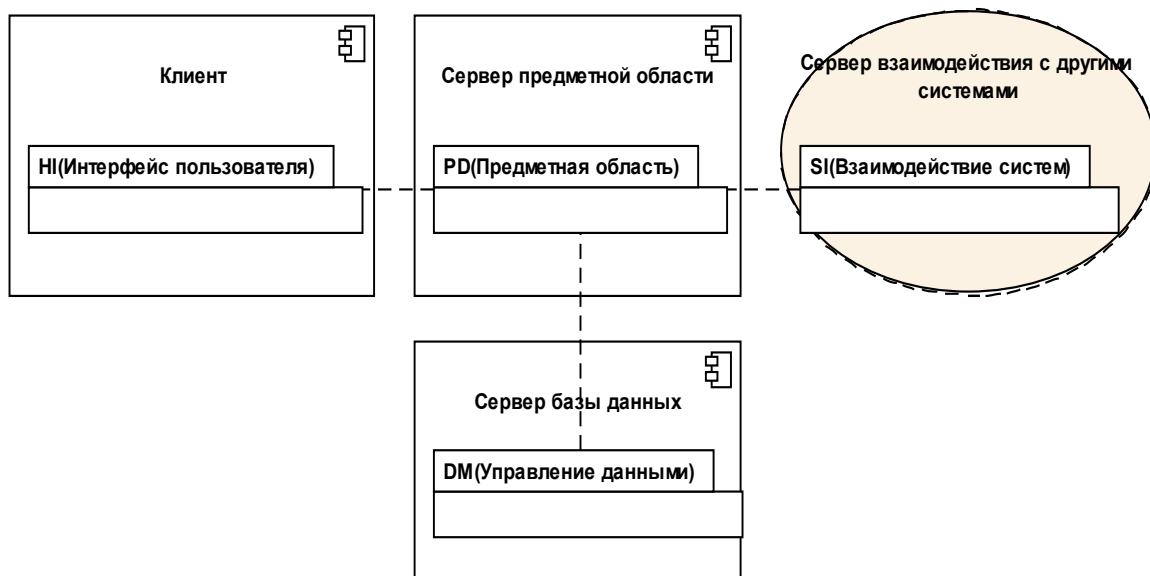 Клиент
HI(Интерфейс пользователя)
Сервер предметной области
PD(Предметная область)
Сервер взаимодействия с другими
системами
SI(Взаимодействие систем)
Сервер базы данных
DM(Управление данными)